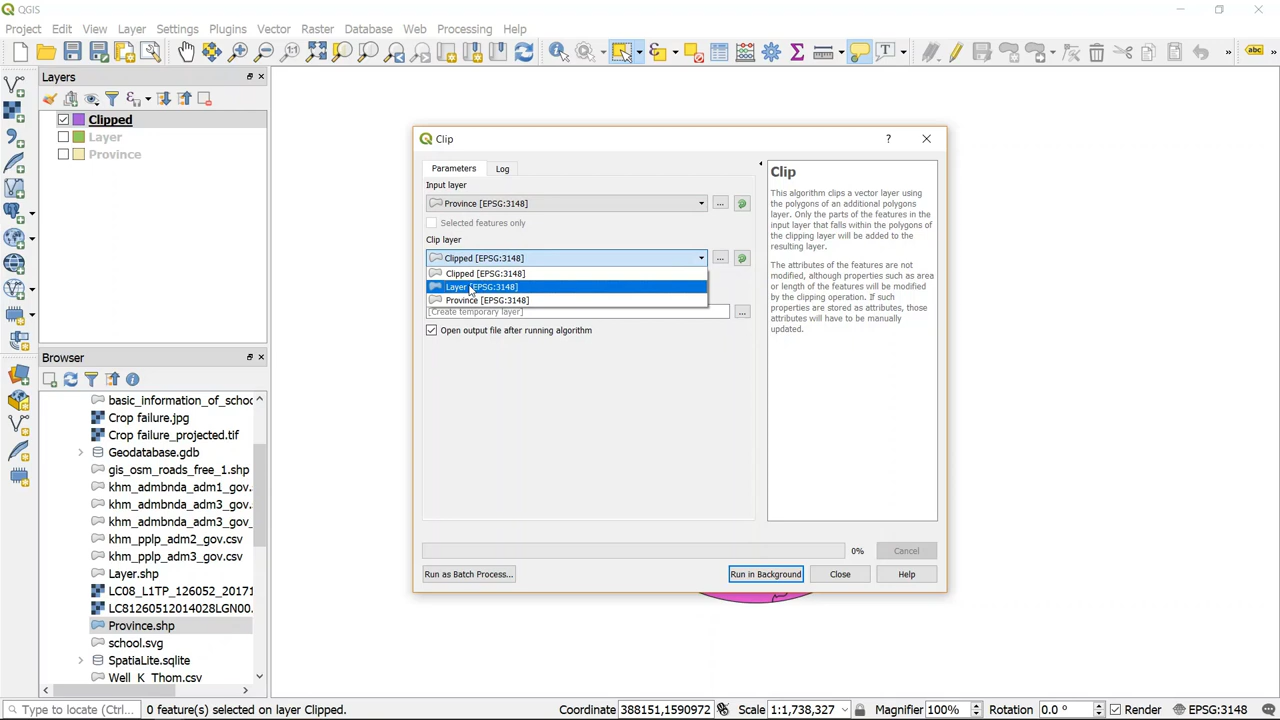 QGIS
Project Edit View Layer Settings Plugins Vector Raster Database Web Processing Help
1:1
abc
»
»
Layers
Clipped
Layer
Province
Browser
basic_information_of_schoo
Crop failure.jpg
Crop failure_projected.tif
Geodatabase.gdb
gis_osm_roads_free_1.shp
khm_admbnda_adm1_gov.
khm_admbnda_adm3_gov.
khm_admbnda_adm3_gov_
khm_pplp_adm2_gov.csv
khm_pplp_adm3_gov.csv
Layer.shp
LC08_L1TP_126052_20171
LC81260512014028LGN00.
Province.shp
school.svg
SpatiaLite.sqlite
Well_K_Thom.csv
Clip
?
Parameters Log
Input layer
Province [EPSG:3148]
...
Selected features only
Clip layer
Clipped [EPSG:3148]
...
Clipped [EPSG:3148]
Layer [EPSG:3148]
Province [EPSG:3148]
[Create temporary layer]
...
Open output file after running algorithm
Clip
This algorithm clips a vector layer using
the polygons of an additional polygons
layer. Only the parts of the features in the
input layer that falls within the polygons of
the clipping layer will be added to the
resulting layer.
The attributes of the features are not
modified, although properties such as area
or length of the features will be modified
by the clipping operation. If such
properties are stored as attributes, those
attributes will have to be manually
updated.
0% Cancel
Run as Batch Process... Run in Background Close Help
Type to locate (Ctrl... 0 feature(s) selected on layer Clipped. Coordinate 388151,1590972 Scale 1:1,738,327 Magnifier 100% Rotation 0.0 ° Render EPSG:3148